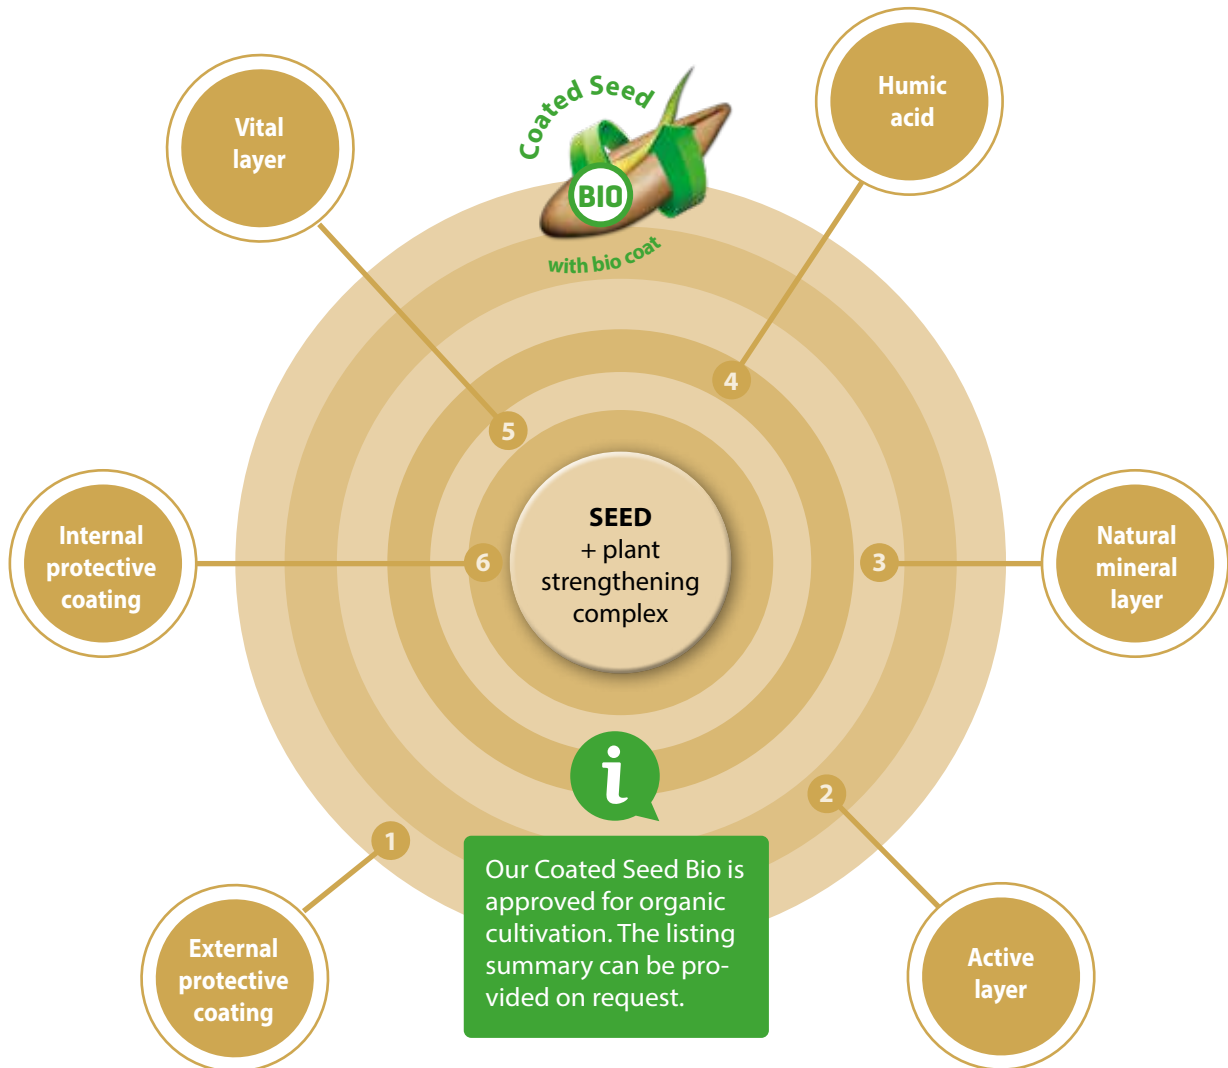 Coated Seed
BIO
with bio coat
Vital
layer
Humic
acid
4
5
Internal
protective
coating
6
SEED
+ plant
strengthening
complex
3
Natural
mineral
layer
i
2
1
Our Coated Seed Bio is
approved for organic
cultivation. The listing
summary can be pro-
vided on request.
External
protective
coating
Active
layer